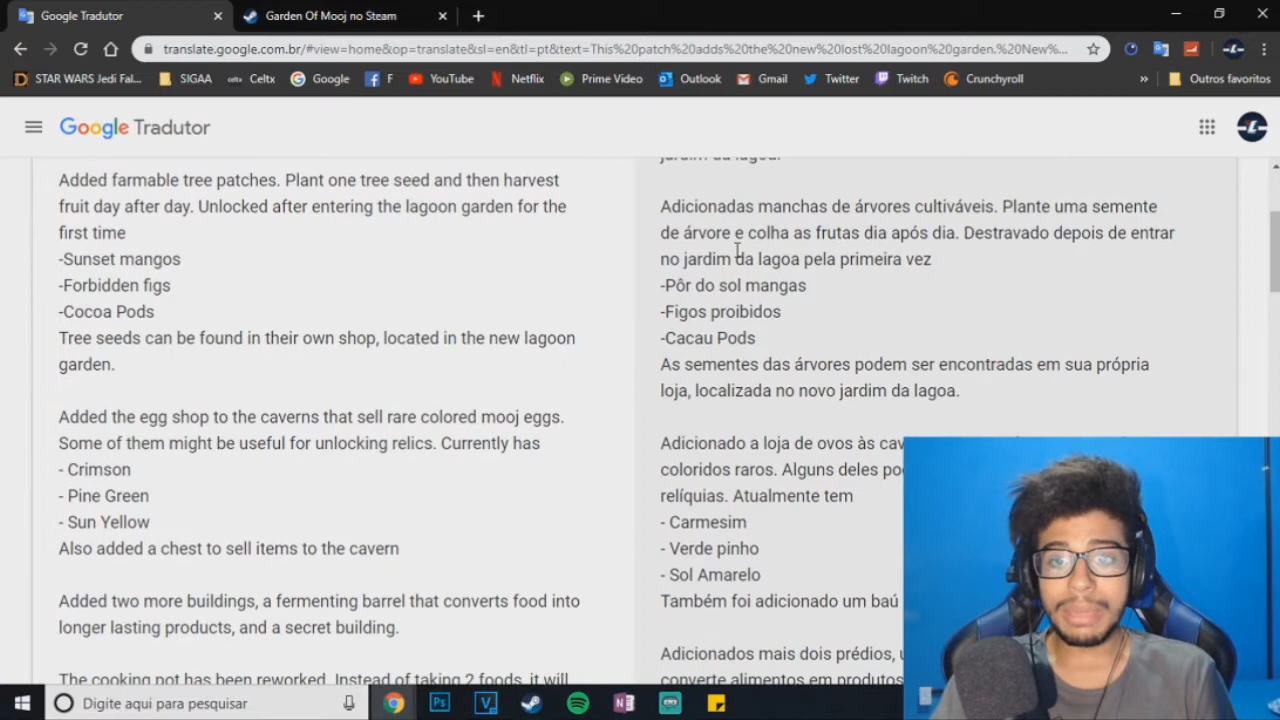 Google Tradutor
Garden Of Mooj no Steam
translate.google.com.br/#view=home&op=translate&sl=en&tl=pt&text=This%20patch%20adds%20the%20new%20lost%20lagoon%20garden.%20New%...
STAR WARS Jedi Fal...
SIGAA
Celtx
Google
F
YouTube
Netflix
Prime Video
Outlook
Gmail
Twitter
Twitch
Crunchyroll
Outros favoritos
Google Tradutor
jardim da lagoa.
Added farmable tree patches. Plant one tree seed and then harvest
fruit day after day. Unlocked after entering the lagoon garden for the
first time
-Sunset mangos
-Forbidden figs
-Cocoa Pods
Tree seeds can be found in their own shop, located in the new lagoon
garden.
Added the egg shop to the caverns that sell rare colored mooj eggs.
Some of them might be useful for unlocking relics. Currently has
- Crimson
- Pine Green
- Sun Yellow
Also added a chest to sell items to the cavern
Added two more buildings, a fermenting barrel that converts food into
longer lasting products, and a secret building.
The cooking pot has been reworked. Instead of taking 2 foods, it will
Adicionadas manchas de árvores cultiváveis. Plante uma semente
de árvore e colha as frutas dia após dia. Destravado depois de entrar
no jardim da lagoa pela primeira vez
-Pôr do sol mangas
-Figos proibidos
-Cacau Pods
As sementes das árvores podem ser encontradas em sua própria
loja, localizada no novo jardim da lagoa.
Adicionado a loja de ovos às cav
coloridos raros. Alguns deles po
relíquias. Atualmente tem
- Carmesim
- Verde pinho
- Sol Amarelo
Também foi adicionado um baú
Adicionados mais dois prédios, u
converte alimentos em produtos
Digite aqui para pesquisar